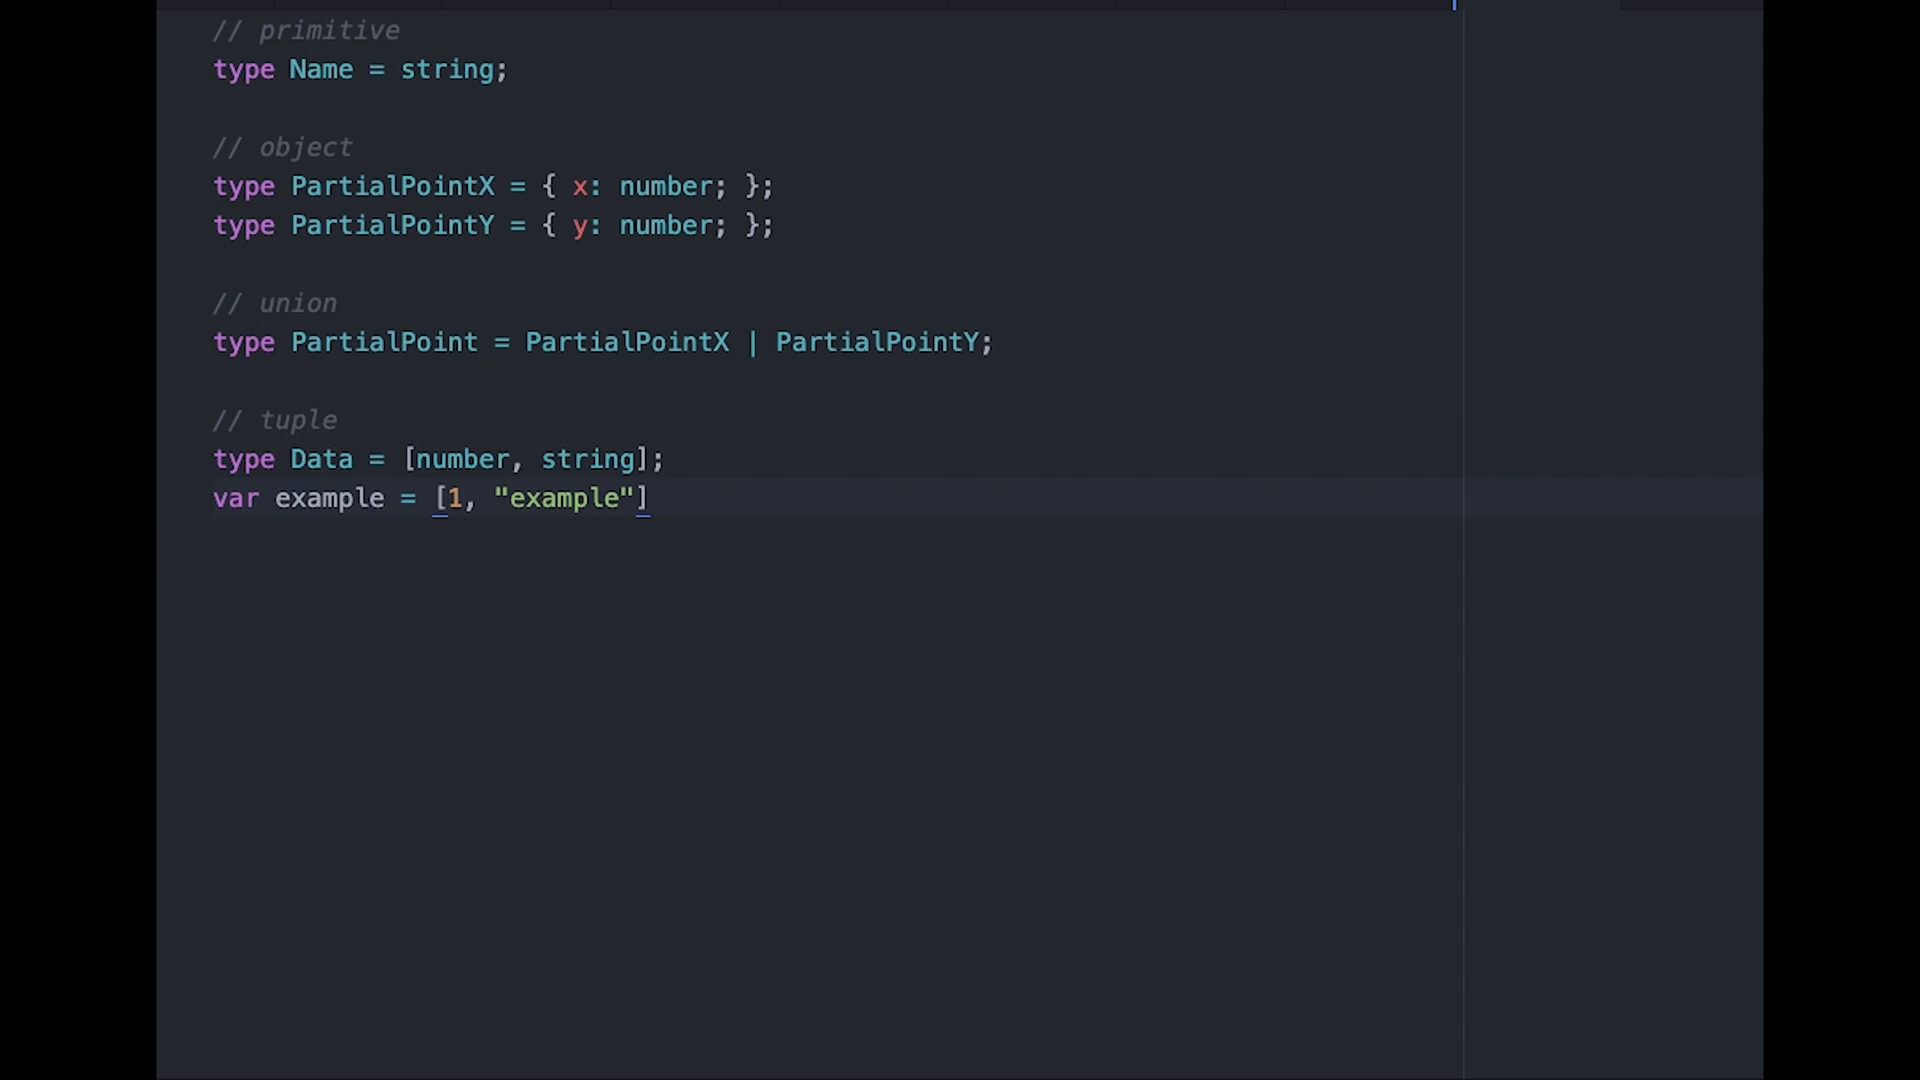 // primitive
type Name = string;
// object
type PartialPointX = { x: number; };
type PartialPointY = { y: number; };
// union
type PartialPoint = PartialPointX | PartialPointY;
// tuple
type Data = [number, string];
var example = [1, "example"]